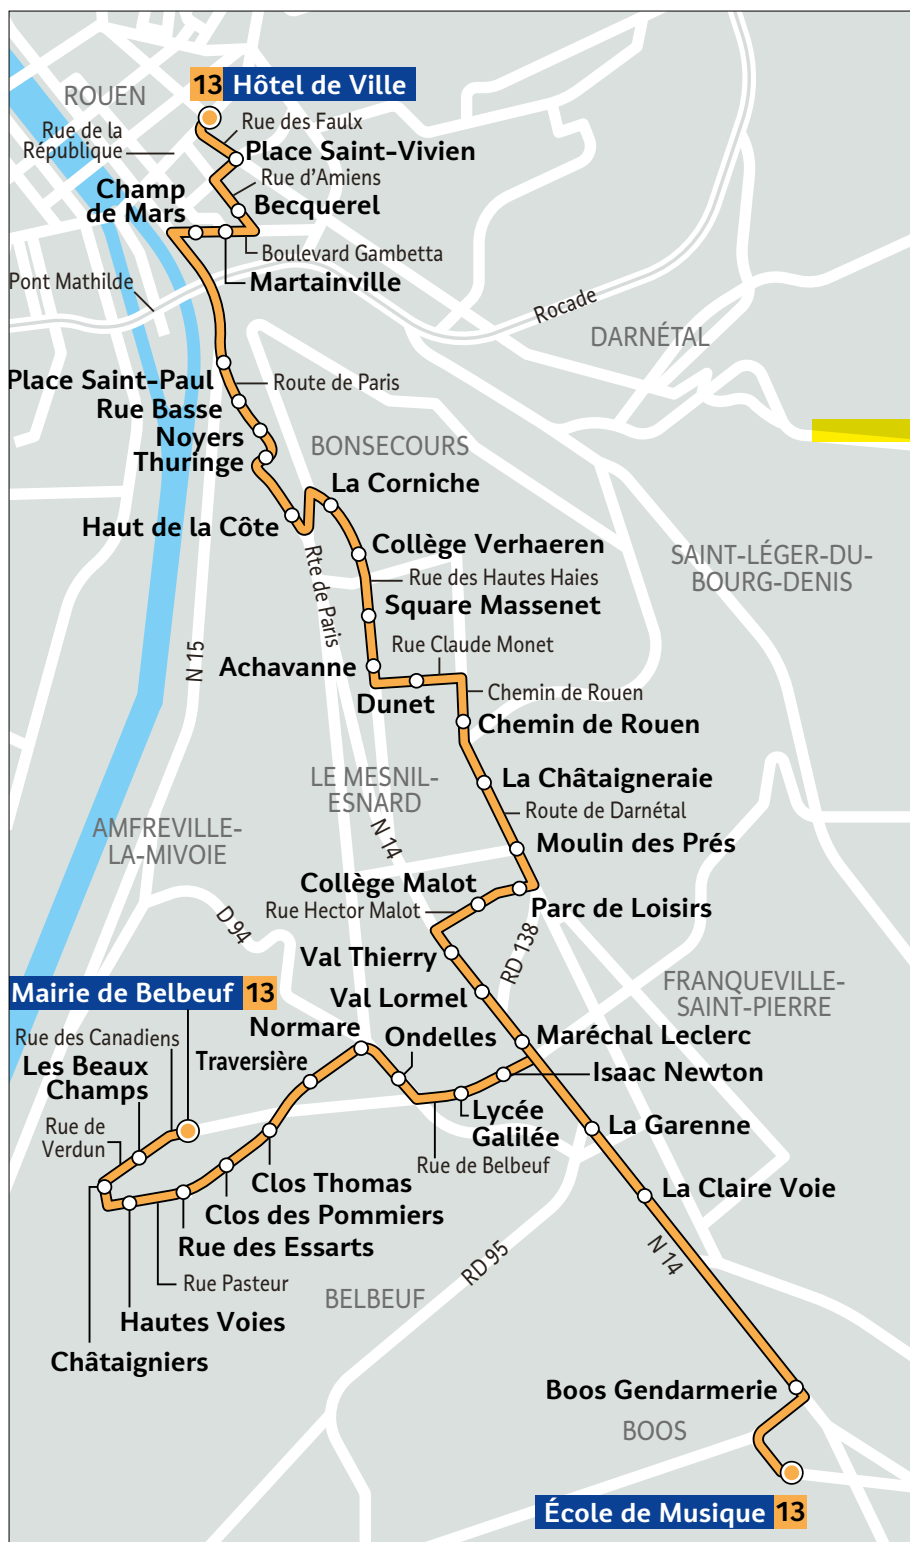 13 Hôtel de Ville
ROUEN
Rue des Faulx
Rue de la
République
Place Saint-Vivien
Rue d'Amiens
Champ
de Mars
Becquerel
Boulevard Gambetta
Pont Mathilde
Martainville
Rocade
DARNÉTAL
Place Saint-Paul
Route de Paris
Rue Basse
Noyers
Thuringe
BONSECOURS
La Corniche
Haut de la Côte
Collège Verhaeren
SAINT-LÉGER-DU-
BOURG-DENIS
Rte de Paris
Rue des Hautes Haies
Square Massenet
N 15
Rue Claude Monet
Achavanne
Chemin de Rouen
Dunet
Chemin de Rouen
LE MESNIL-
ESNARD
La Châtaigneraie
Route de Darnétal
AMFREVILLE-
LA-MIVOIE
N 14
Moulin des Prés
Collège Malot
Rue Hector Malot
Parc de Loisirs
D 94
RD 138
Val Thierry
FRANQUEVILLE-
SAINT-PIERRE
Mairie de Belbeuf 13
Val Lormel
Normare
Ondelles
Maréchal Leclerc
Rue des Canadiens
Les Beaux
Champs
Traversière
Isaac Newton
Rue de
Verdun
Lycée
Galilée
La Garenne
Rue de Belbeuf
Clos Thomas
La Claire Voie
Clos des Pommiers
Rue des Essarts
N 14
RD 95
Rue Pasteur
BELBEUF
Hautes Voies
Châtaigniers
Boos Gendarmerie
BOOS
École de Musique 13